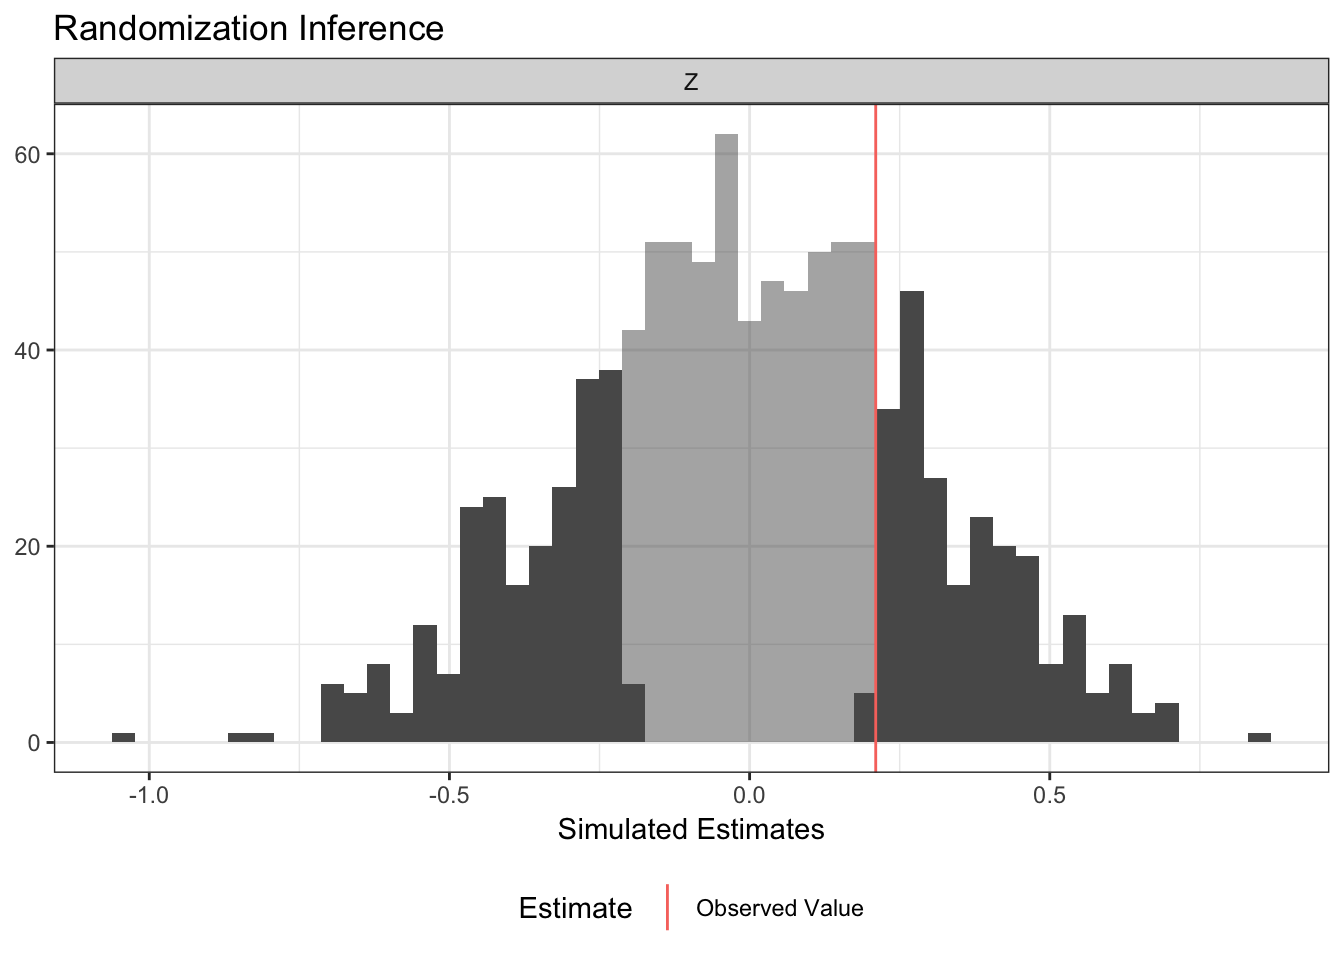 Randomization Inference
Z
60
40
20
0
-1.0 -0.5 0.0 0.5
Simulated Estimates
Estimate Observed Value